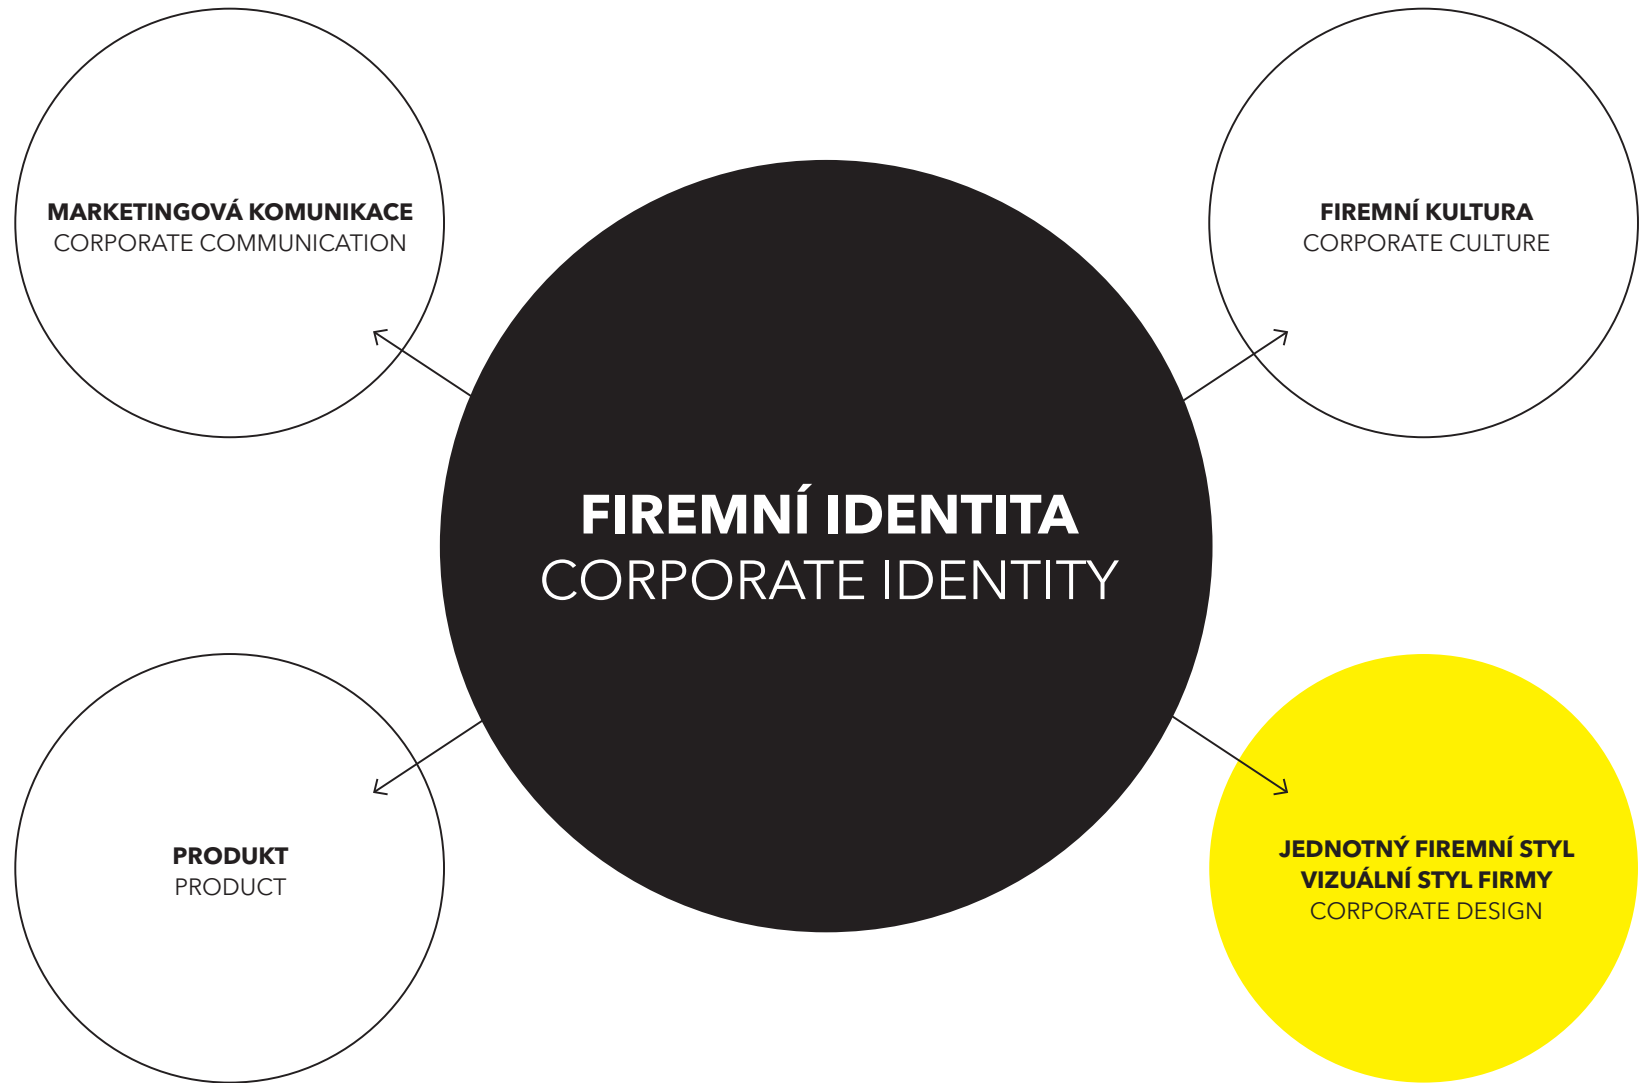 MARKETINGOVÁ KOMUNIKACE
CORPORATE COMMUNICATION
FIREMNÍ KULTURA
CORPORATE CULTURE
FIREMNÍ IDENTITA
CORPORATE IDENTITY
PRODUKT
PRODUCT
JEDNOTNÝ FIREMNÍ STYL
VIZUÁLNÍ STYL FIRMY
CORPORATE DESIGN